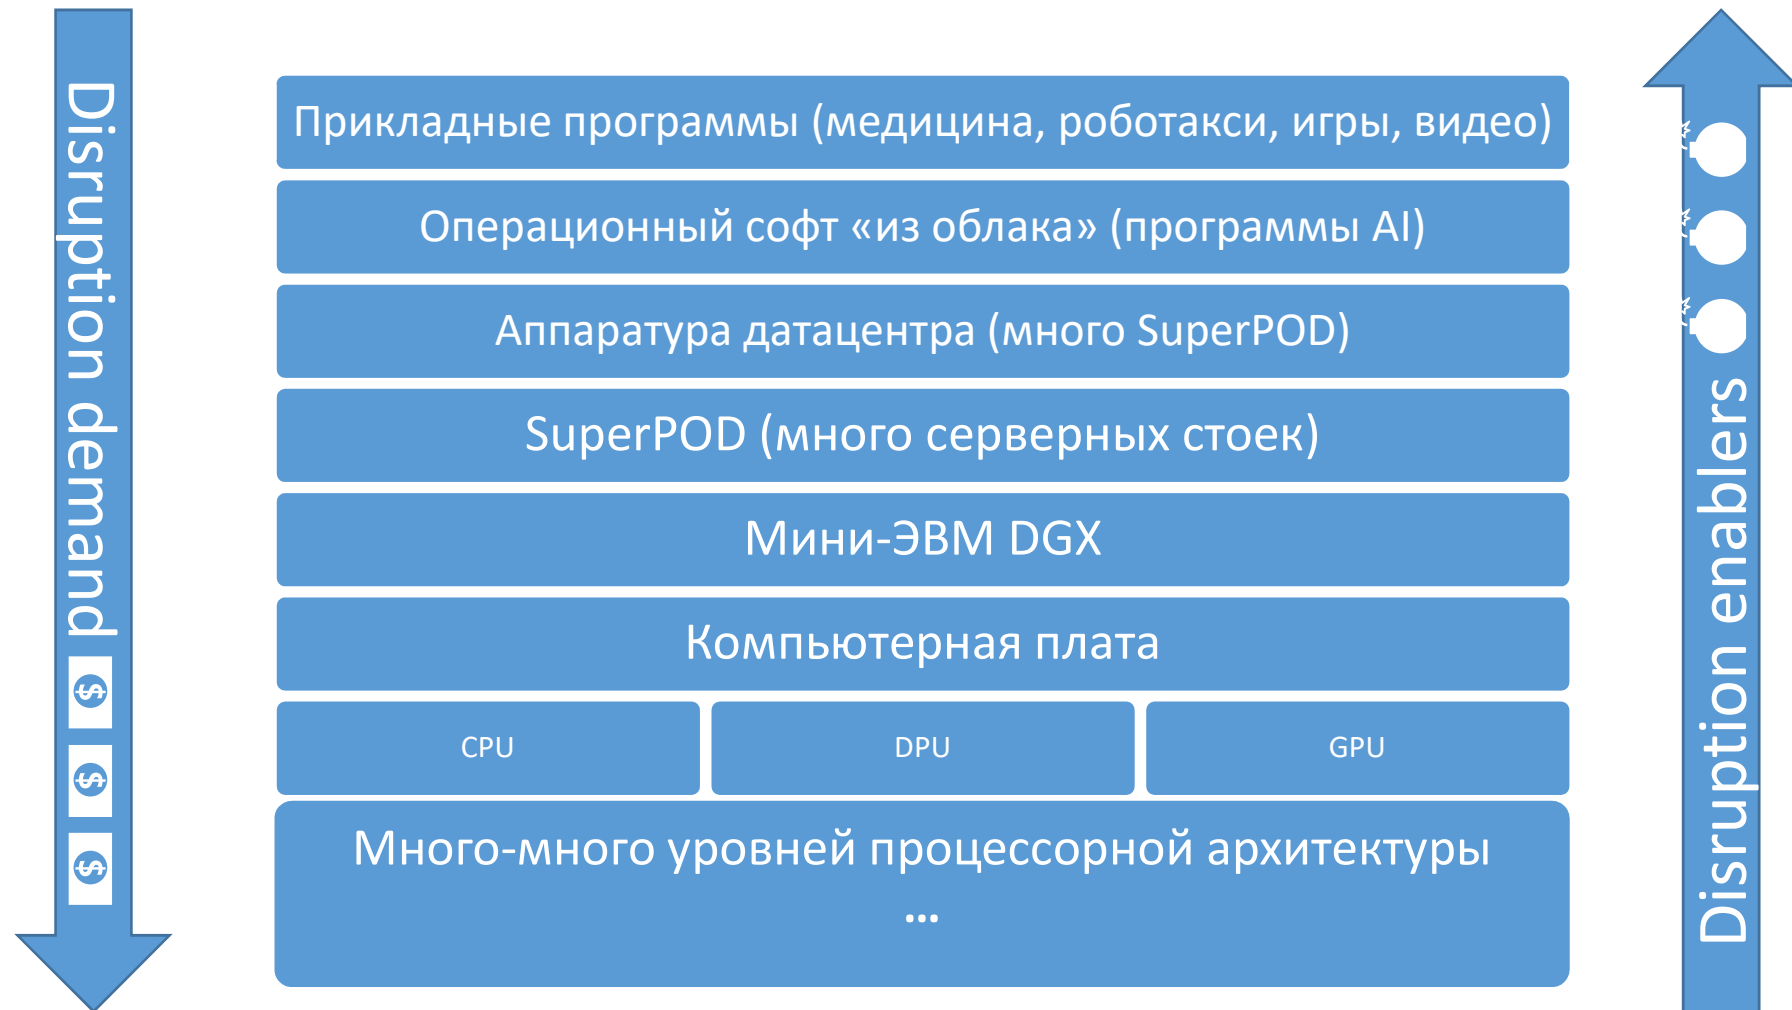 Disruption demand
$
$
$
Прикладные программы (медицина, роботакси, игры, видео)
Операционный софт «из облака» (программы AI)
Аппаратура датацентра (много SuperPOD)
SuperPOD (много серверных стоек)
Мини-ЭВМ DGX
Компьютерная плата
CPU
DPU
GPU
Много-много уровней процессорной архитектуры
...
Disruption enablers